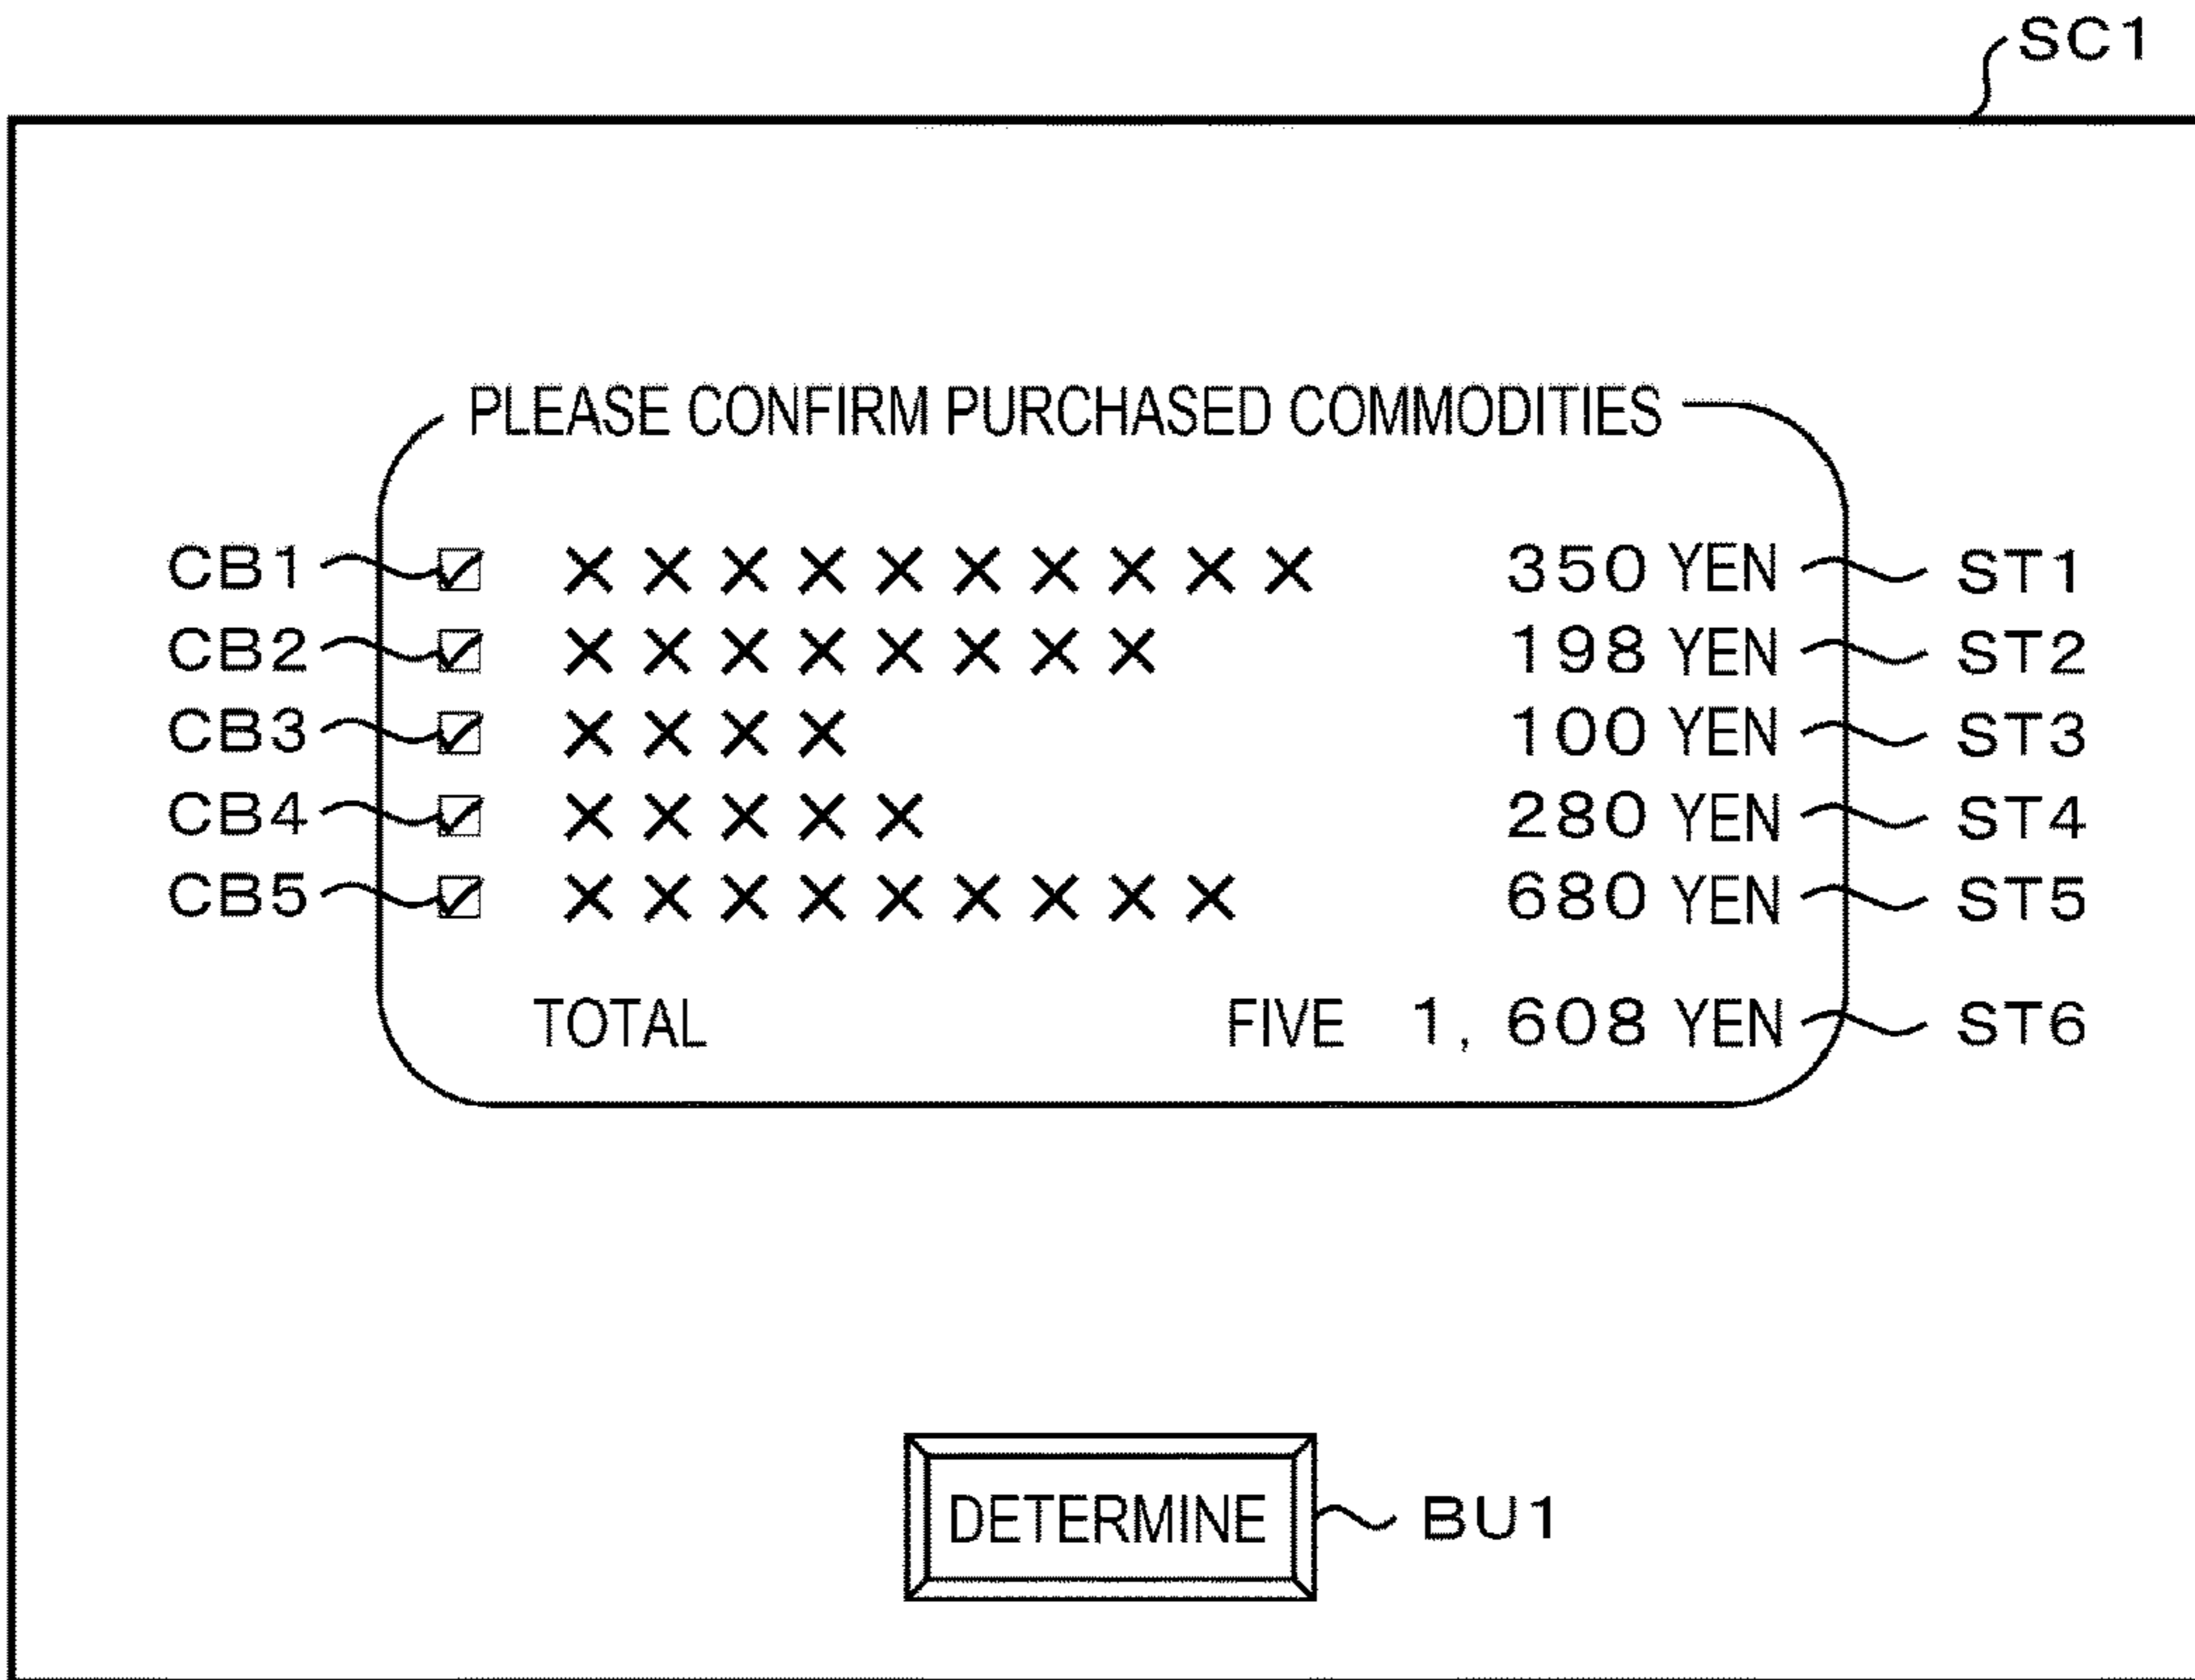 SC1
PLEASE CONFIRM PURCHASED COMMODITIES
CB1 ☑ ×××××××××× 350 YEN ST1
CB2 ☑ ×××××××× 198 YEN ST2
CB3 ☑ ×××× 100 YEN ST3
CB4 ☑ ××××× 280 YEN ST4
CB5 ☑ ××××××××× 680 YEN ST5
TOTAL FIVE 1, 608 YEN ST6
DETERMINE BU1